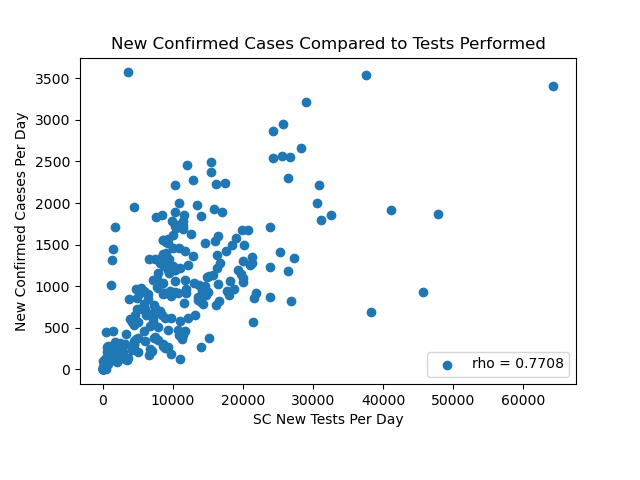 New Confirmed Cases Compared to Tests Performed
3500
3000
2500
2000
1500
1000
500
0
New Confirmed Caeses Per Day
rho = 0.7708
0 10000 20000 30000 40000 50000 60000
SC New Tests Per Day